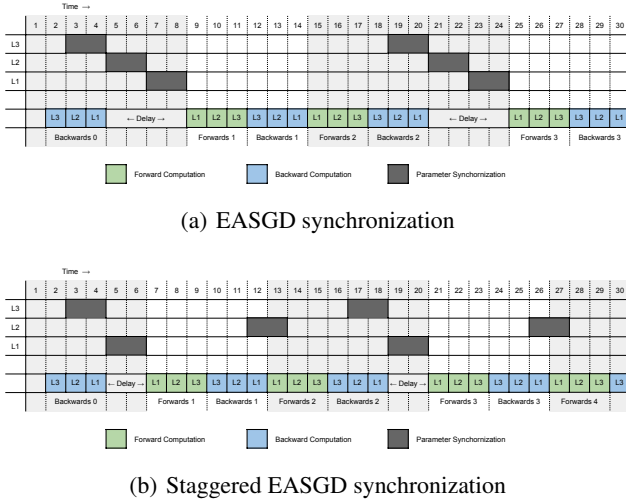 Time →
1 2 3 4 5 6 7 8 9 10 11 12 13 14 15 16 17 18 19 20 21 22 23 24 25 26 27 28 29 30
L3
L2
L1
L3 L2 L1 ← Delay → L1 L2 L3 L3 L2 L1 L1 L2 L3 L3 L2 L1 ← Delay → L1 L2 L3 L3 L2 L1
Backwards 0 Forwards 1 Backwards 1 Forwards 2 Backwards 2 Forwards 3 Backwards 3
Forward Computation Backward Computation Parameter Synchornization
(a) EASGD synchronization
Time →
1 2 3 4 5 6 7 8 9 10 11 12 13 14 15 16 17 18 19 20 21 22 23 24 25 26 27 28 29 30
L3
L2
L1
L3 L2 L1 ← Delay → L1 L2 L3 L3 L2 L1 L1 L2 L3 L3 L2 L1 ← Delay → L1 L2 L3 L3 L2 L1 L1 L2 L3 L3
Backwards 0 Forwards 1 Backwards 1 Forwards 2 Backwards 2 Forwards 3 Backwards 3 Forwards 4
Forward Computation Backward Computation Parameter Synchornization
(b) Staggered EASGD synchronization